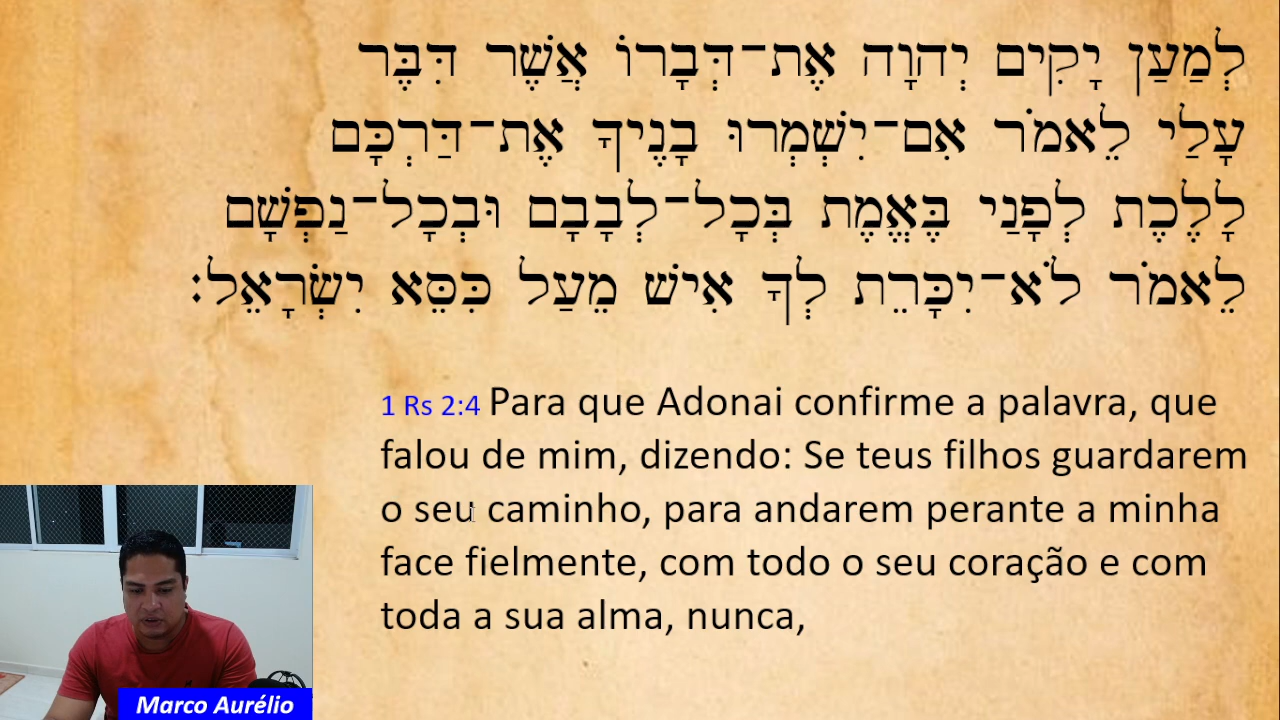 לְמַעַן יָקִים יְהוָה אֶת־דְּבָרוֹ אֲשֶׁר דִּבֶּר
עָלַי לֵאמֹר אִם־יִשְׁמְרוּ בָנֶיךָ אֶת־דַּרְכָּם
לָלֶכֶת לְפָנַי בֶּאֱמֶת בְּכָל־לְבָבָם וּבְכָל־נַפְשָׁם
לֵאמֹר לֹא־יִכָּרֵת לְךָ אִישׁ מֵעַל כִּסֵּא יִשְׂרָאֵל׃
1 Rs 2:4 Para que Adonai confirme a palavra, que
falou de mim, dizendo: Se teus filhos guardarem
o seu caminho, para andarem perante a minha
face fielmente, com todo o seu coração e com
toda a sua alma, nunca,
Marco Aurélio